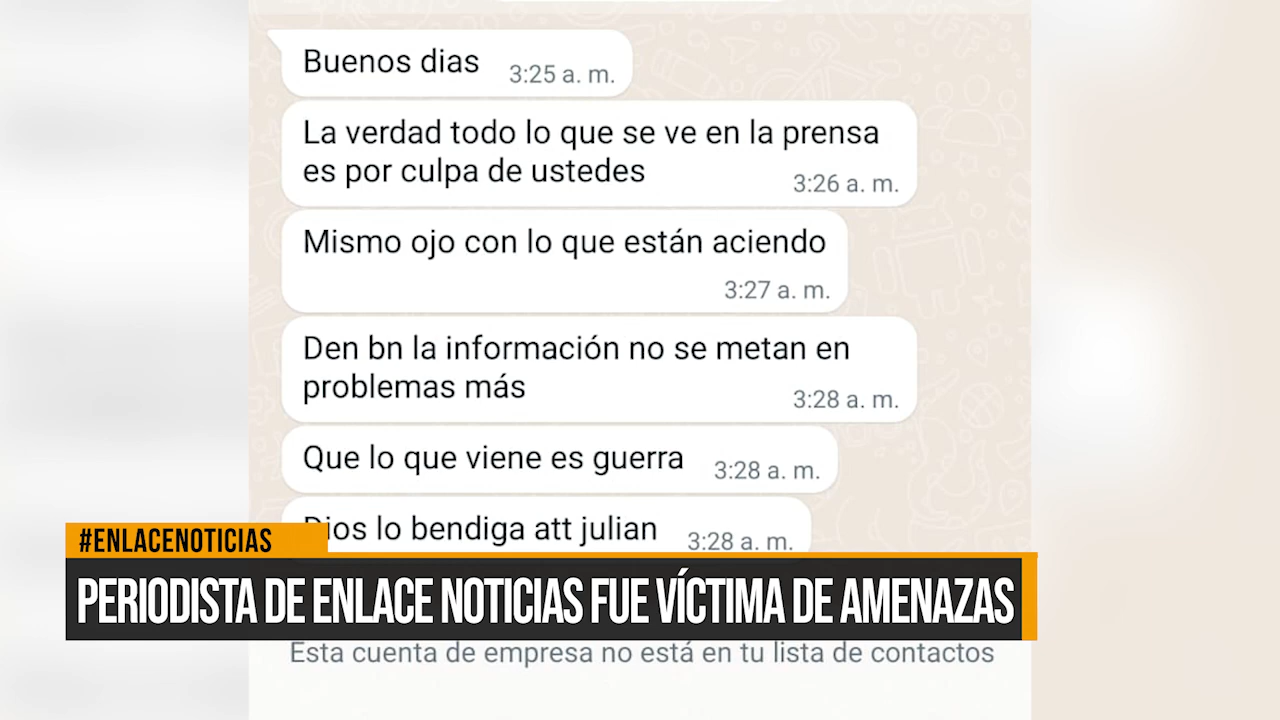 Buenos dias
3:25 a. m.
La verdad todo lo que se ve en la prensa
es por culpa de ustedes
3:26 a. m.
Mismo ojo con lo que están aciendo
3:27 a. m.
Den bn la información no se metan en
problemas más
3:28 a. m.
Que lo que viene es guerra
3:28 a. m.
Dios lo bendiga att julian
3:28 a. m.
#ENLACENOTICIAS
PERIODISTA DE ENLACE NOTICIAS FUE VÍCTIMA DE AMENAZAS
Esta cuenta de empresa no está en tu lista de contactos